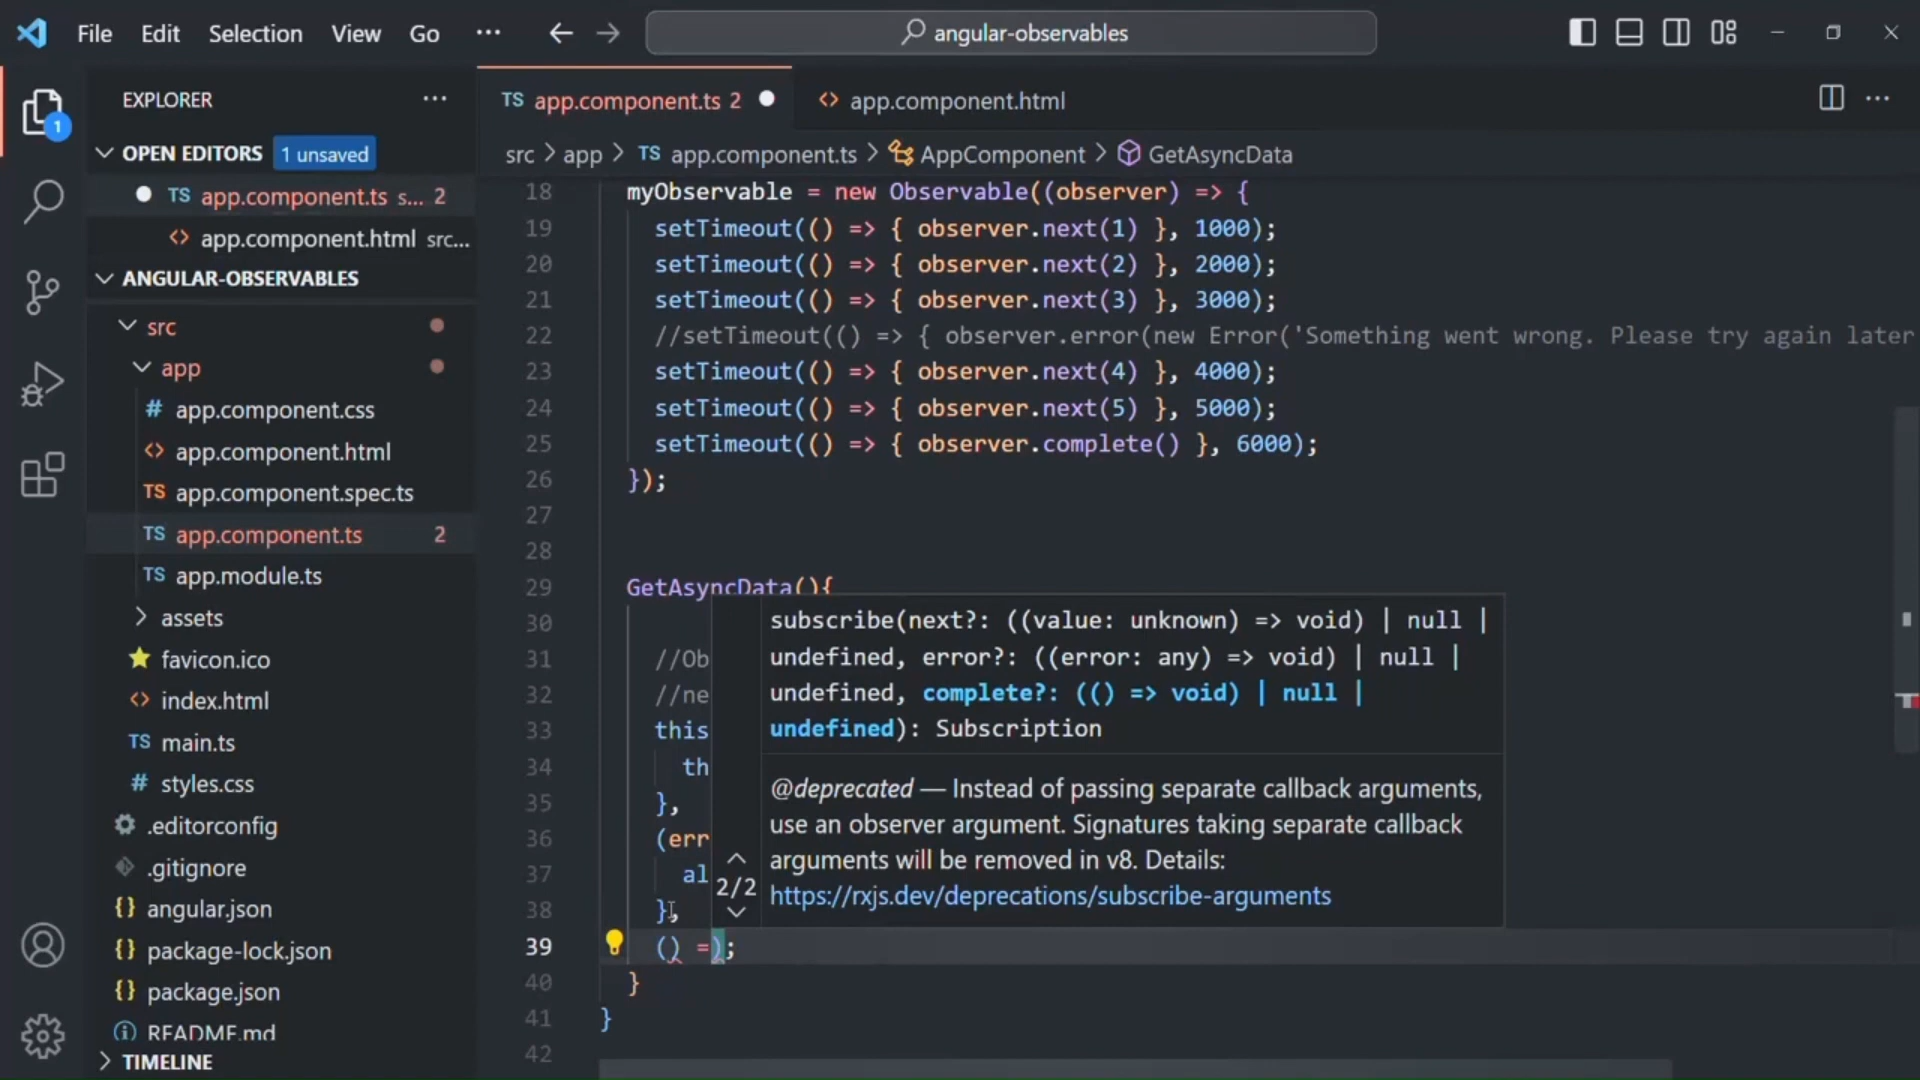 File Edit Selection View Go ··· angular-observables
EXPLORER ···
OPEN EDITORS 1 unsaved
TS app.component.ts s... 2
<> app.component.html src...
ANGULAR-OBSERVABLES
src
app
# app.component.css
<> app.component.html
TS app.component.spec.ts
TS app.component.ts 2
TS app.module.ts
assets
favicon.ico
<> index.html
TS main.ts
# styles.css
.editorconfig
.gitignore
{} angular.json
{} package-lock.json
{} package.json
README.md
TIMELINE
1
TS app.component.ts 2
<> app.component.html
···
src > app > TS app.component.ts > AppComponent > GetAsyncData
18 myObservable = new Observable((observer) => {
19 setTimeout(() => { observer.next(1) }, 1000);
20 setTimeout(() => { observer.next(2) }, 2000);
21 setTimeout(() => { observer.next(3) }, 3000);
22 //setTimeout(() => { observer.error(new Error('Something went wrong. Please try again later
23 setTimeout(() => { observer.next(4) }, 4000);
24 setTimeout(() => { observer.next(5) }, 5000);
25 setTimeout(() => { observer.complete() }, 6000);
26 });
27
28
29 GetAsyncData(){
30
31 //Ob
32 //ne
33 this
34 th
35 },
36 (err
37 al
38 },
39 () =);
40 }
41 }
42
subscribe(next?: ((value: unknown) => void) | null |
undefined, error?: ((error: any) => void) | null |
undefined, complete?: (() => void) | null |
undefined): Subscription
@deprecated — Instead of passing separate callback arguments,
use an observer argument. Signatures taking separate callback
arguments will be removed in v8. Details:
https://rxjs.dev/deprecations/subscribe-arguments
2/2